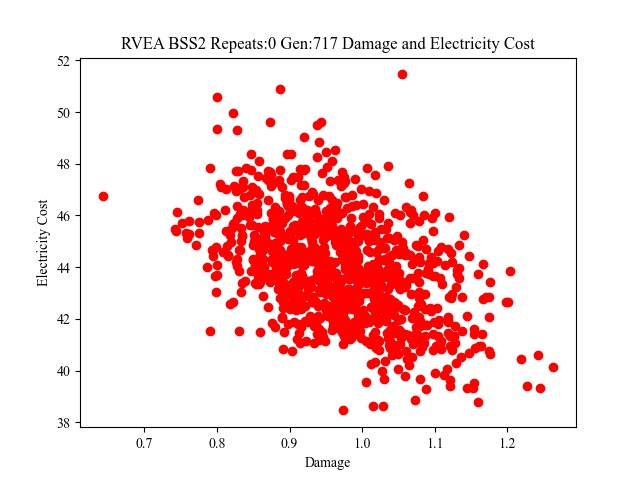 RVEA BSS2 Repeats:0 Gen:717 Damage and Electricity Cost
52
50
48
46
44
42
40
38
Electricity Cost
0.7 0.8 0.9 1.0 1.1 1.2
Damage